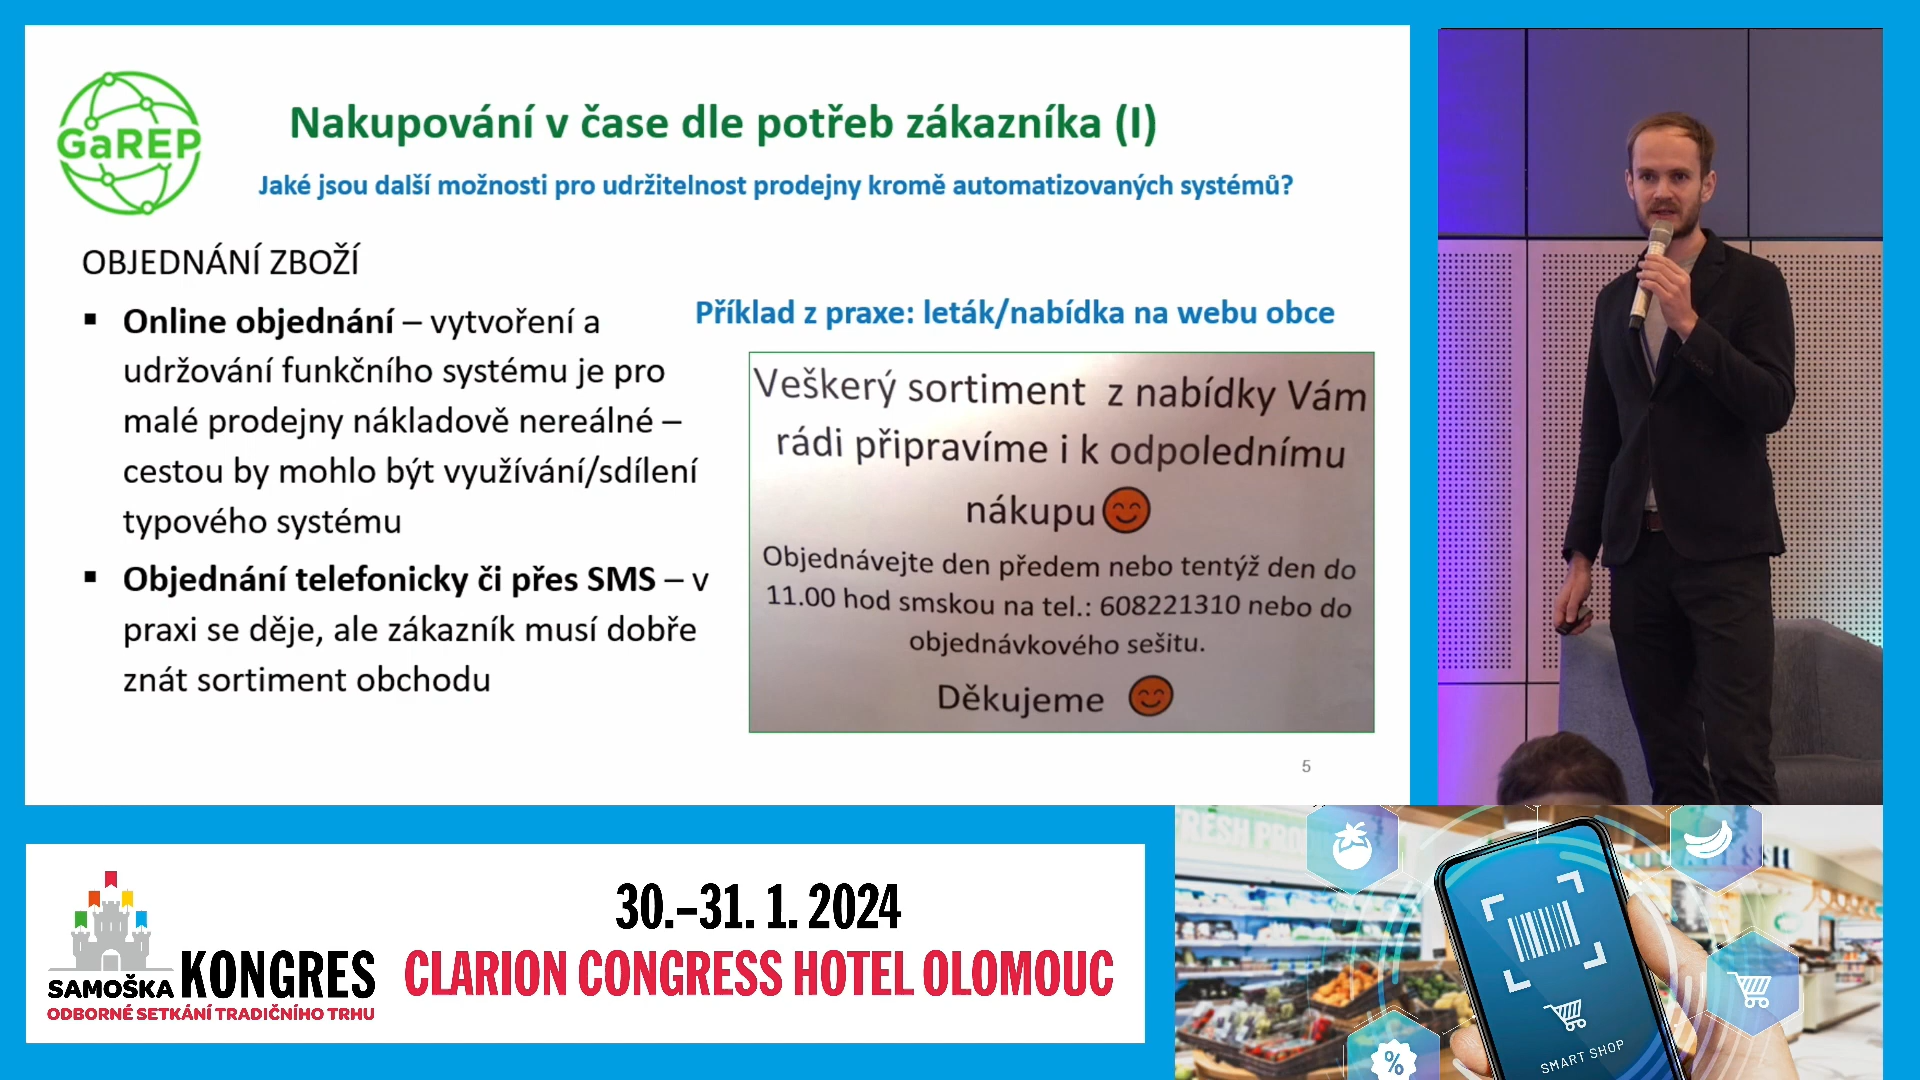 GaREP
Nakupování v čase dle potřeb zákazníka (I)
Jaké jsou další možnosti pro udržitelnost prodejny kromě automatizovaných systémů?
OBJEDNÁNÍ ZBOŽÍ
▪ Online objednání – vytvoření a
udržování funkčního systému je pro
malé prodejny nákladově nereálné –
cestou by mohlo být využívání/sdílení
typového systému
▪ Objednání telefonicky či přes SMS – v
praxi se děje, ale zákazník musí dobře
znát sortiment obchodu
Příklad z praxe: leták/nabídka na webu obce
Veškerý sortiment z nabídky Vám
rádi připravíme i k odpolednímu
nákupu😊
Objednávejte den předem nebo tentýž den do
11.00 hod smskou na tel.: 608221310 nebo do
objednávkového sešitu.
Děkujeme 😊
5
SAMOŠKA KONGRES
ODBORNÉ SETKÁNÍ TRADIČNÍHO TRHU
30.–31. 1. 2024
CLARION CONGRESS HOTEL OLOMOUC
FRESH PRO
%
SMART SHOP